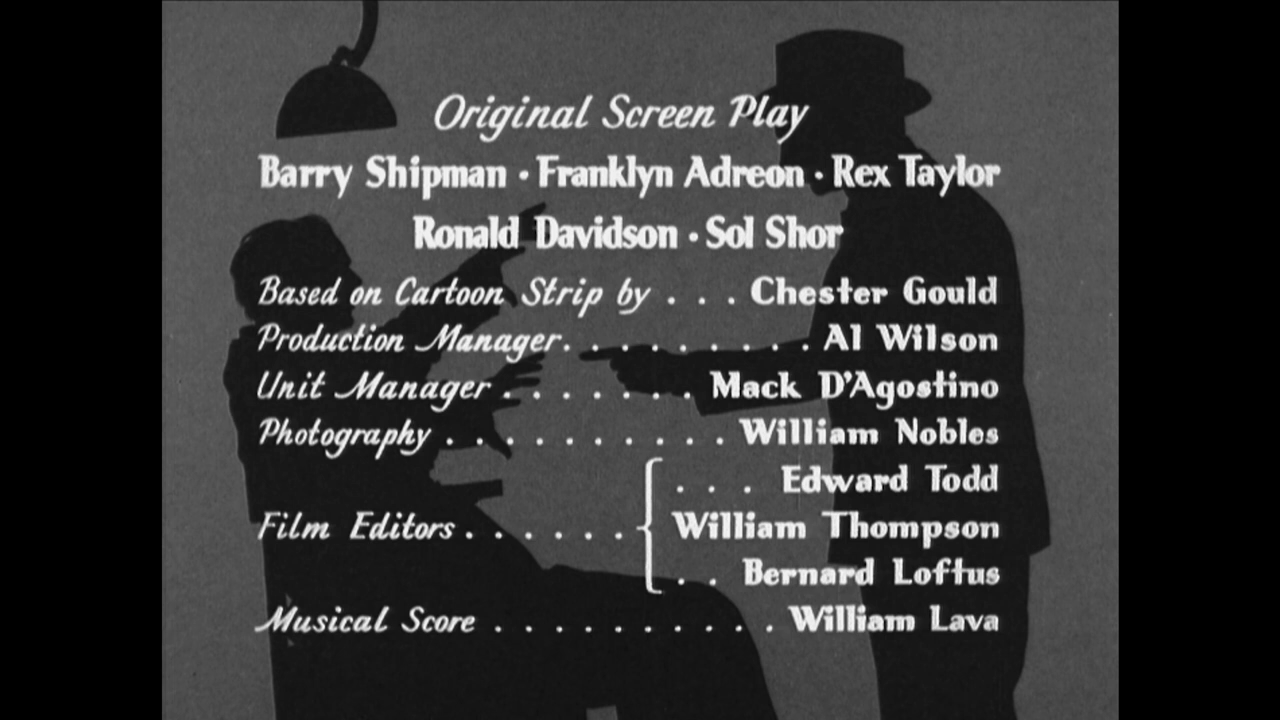 Original Screen Play
Barry Shipman · Franklyn Adreon · Rex Taylor
Ronald Davidson · Sol Shor
Based on Cartoon Strip by . . . Chester Gould
Production Manager. . . . . . . . . Al Wilson
Unit Manager . . . . . . . Mack D'Agostino
Photography . . . . . . . . . . William Nobles
. . . Edward Todd
Film Editors . . . . . . William Thompson
. . Bernard Loftus
Musical Score . . . . . . . . . . William Lava